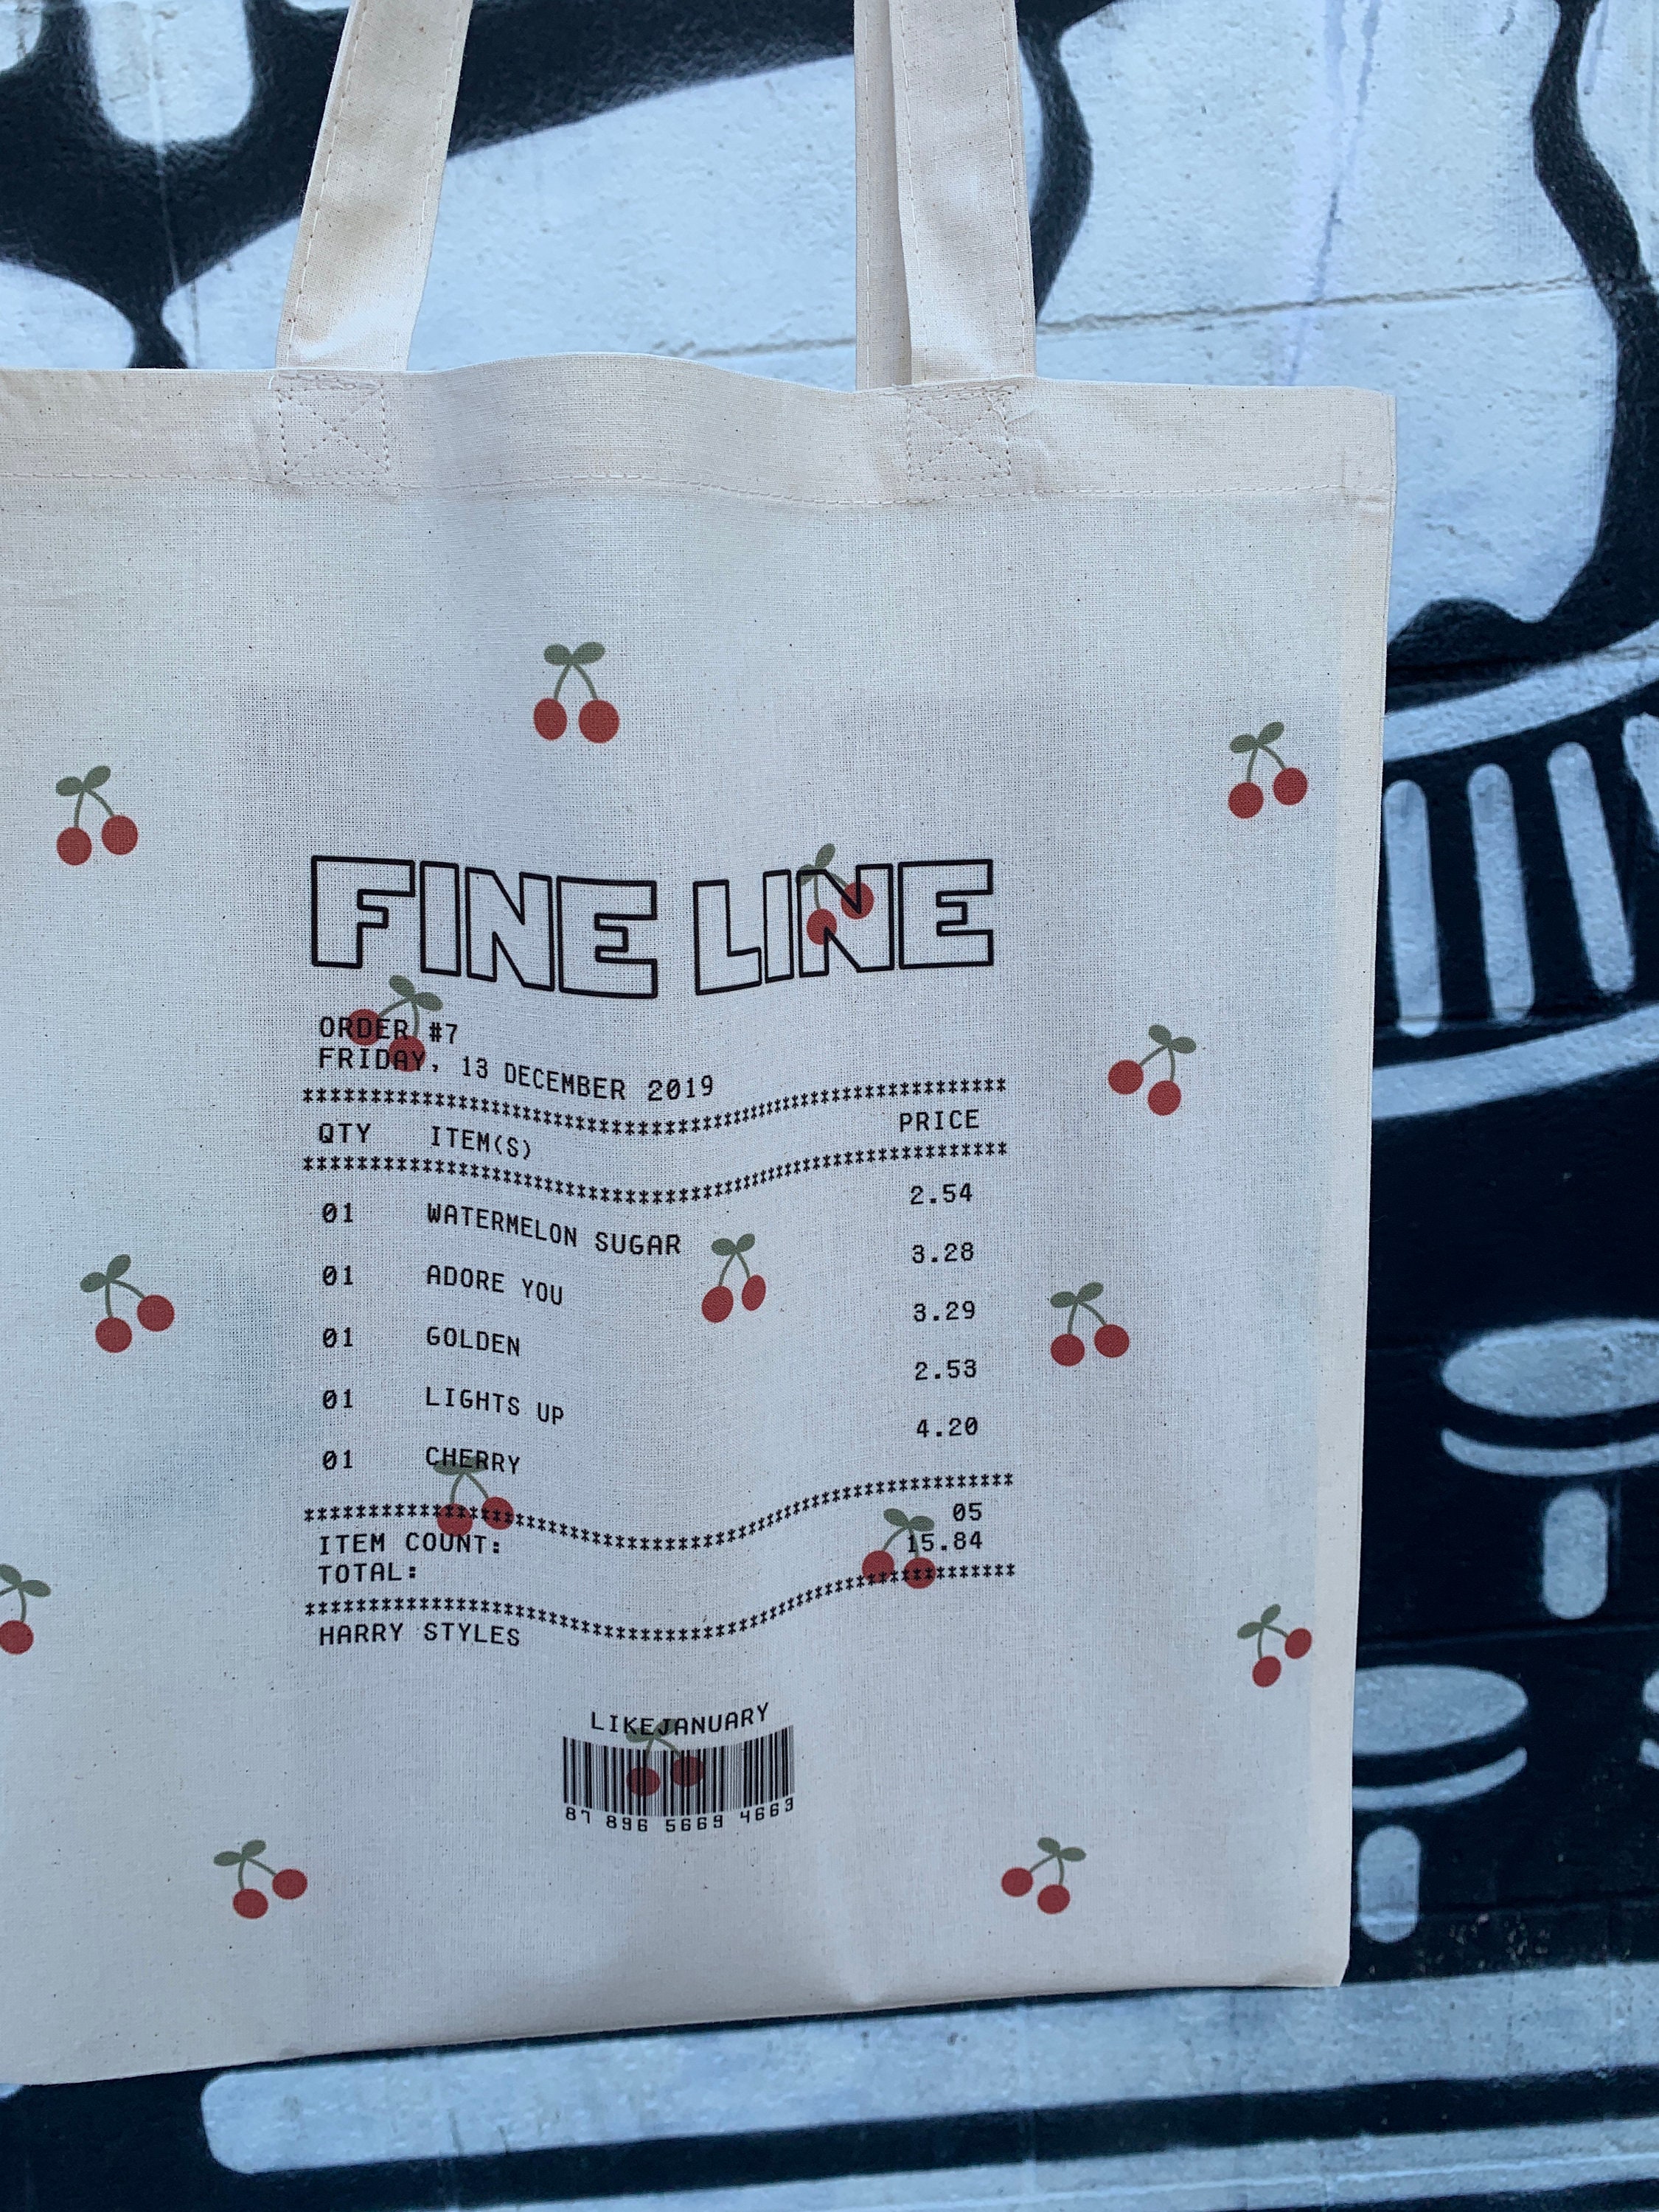 FINE LINE
ORDER #7
FRIDAY, 13 DECEMBER 2019
****************************************************************
QTY ITEM(S) PRICE
****************************************************************
01 WATERMELON SUGAR 2.54
01 ADORE YOU 3.28
01 GOLDEN 3.29
01 LIGHTS UP 2.53
01 CHERRY 4.20
****************************************************************
ITEM COUNT: 05
TOTAL: 15.84
****************************************************************
HARRY STYLES
LIKEJANUARY
87 896 5669 4663